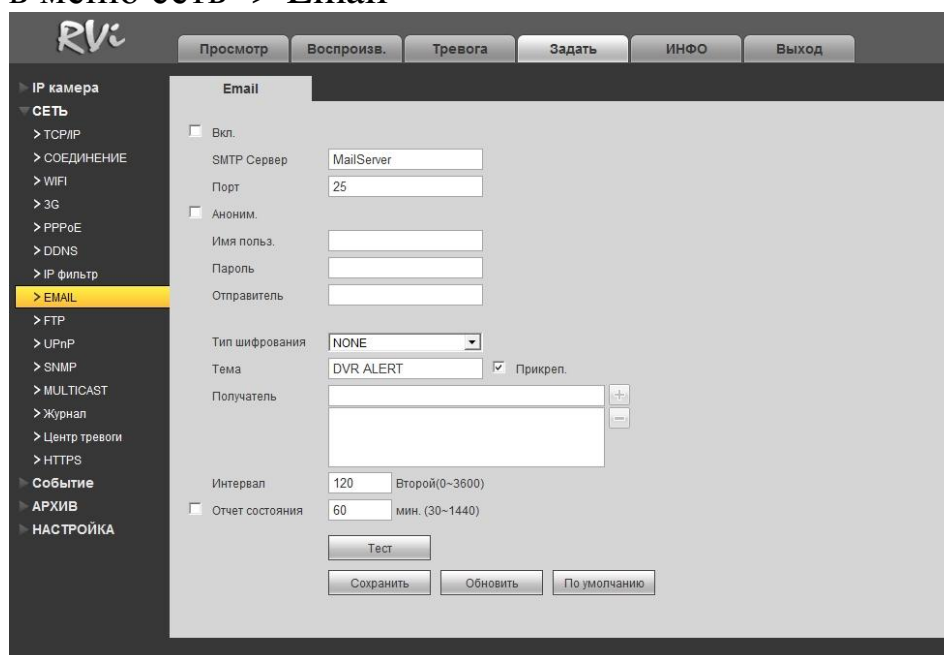 в меню сеть -> Email
RVi
Просмотр Воспроизв. Тревога Задать ИНФО Выход
IP камера
СЕТЬ
> TCP/IP
> СОЕДИНЕНИЕ
> WIFI
> 3G
> PPPoE
> DDNS
> IP фильтр
> EMAIL
> FTP
> UPnP
> SNMP
> MULTICAST
> Журнал
> Центр тревоги
> HTTPS
Событие
АРХИВ
НАСТРОЙКА
Email
Вкл.
SMTP Сервер MailServer
Порт 25
Аноним.
Имя польз.
Пароль
Отправитель
Тип шифрования NONE
Тема DVR ALERT Прикреп.
Получатель +
−
Интервал 120 Второй(0~3600)
Отчет состояния 60 мин. (30~1440)
Тест
Сохранить Обновить По умолчанию